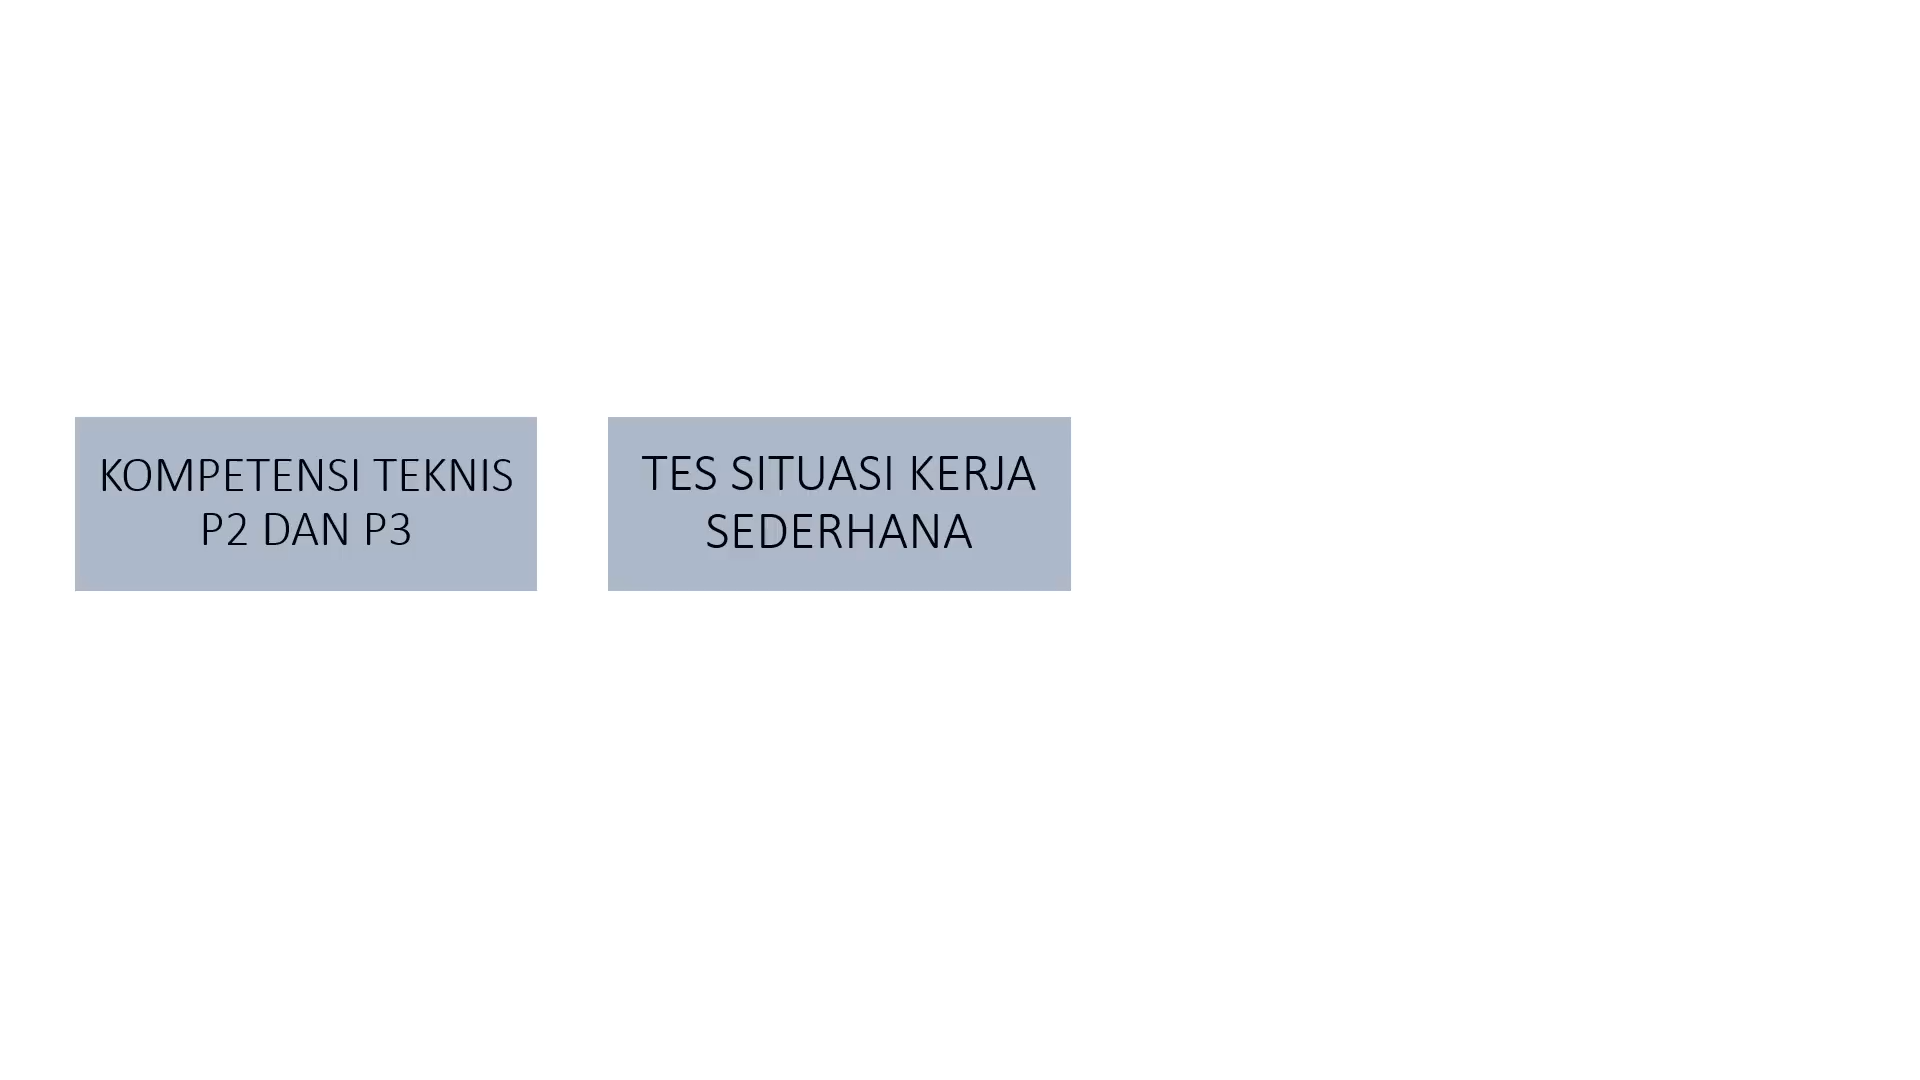 KOMPETENSI TEKNIS
P2 DAN P3
TES SITUASI KERJA
SEDERHANA